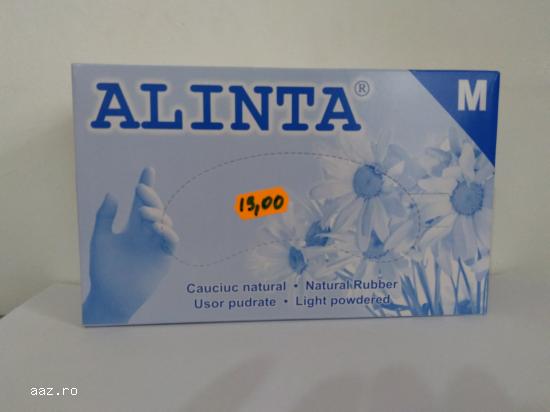 ALINTA®
M
19,00
Cauciuc natural • Natural Rubber
Usor pudrate • Light powdered
aaz.ro